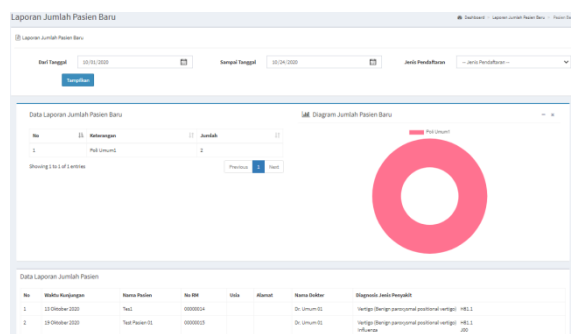 Laporan Jumlah Pasien Baru
Dashboard - Laporan Jumlah Pasien Baru -
Laporan Jumlah Pasien Baru
Dari Tanggal 10/01/2020 Sampai Tanggal 10/24/2020 Jenis Pendaftaran -- Jenis Pendaftaran --
Tampilkan
Data Laporan Jumlah Pasien Baru
No Keterangan Jumlah
1 Poli Umum1 2
Showing 1 to 1 of 1 entries
Previous 1 Next
Diagram Jumlah Pasien Baru
Poli Umum1
Data Laporan Jumlah Pasien
No Waktu Kunjungan Nama Pasien No RM Usia Alamat Nama Dokter Diagnosis Jenis Penyakit
1 15 Oktober 2020 Tes1 00000014 Dr. Umum 01 Vertigo (Benign paroxysmal positional vertigo) H81.1
2 19 Oktober 2020 Test Pasien 01 00000015 Dr. Umum 01 Vertigo (Benign paroxysmal positional vertigo) H81.1
Influenza J00